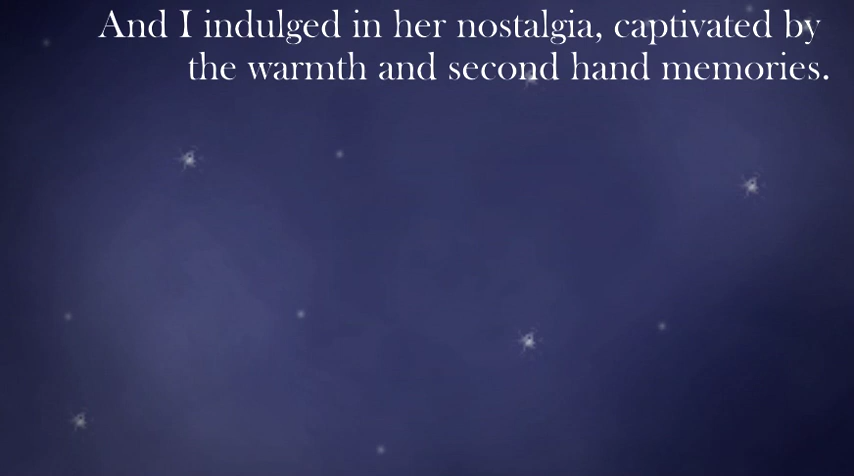 And I indulged in her nostalgia, captivated by
the warmth and second hand memories.